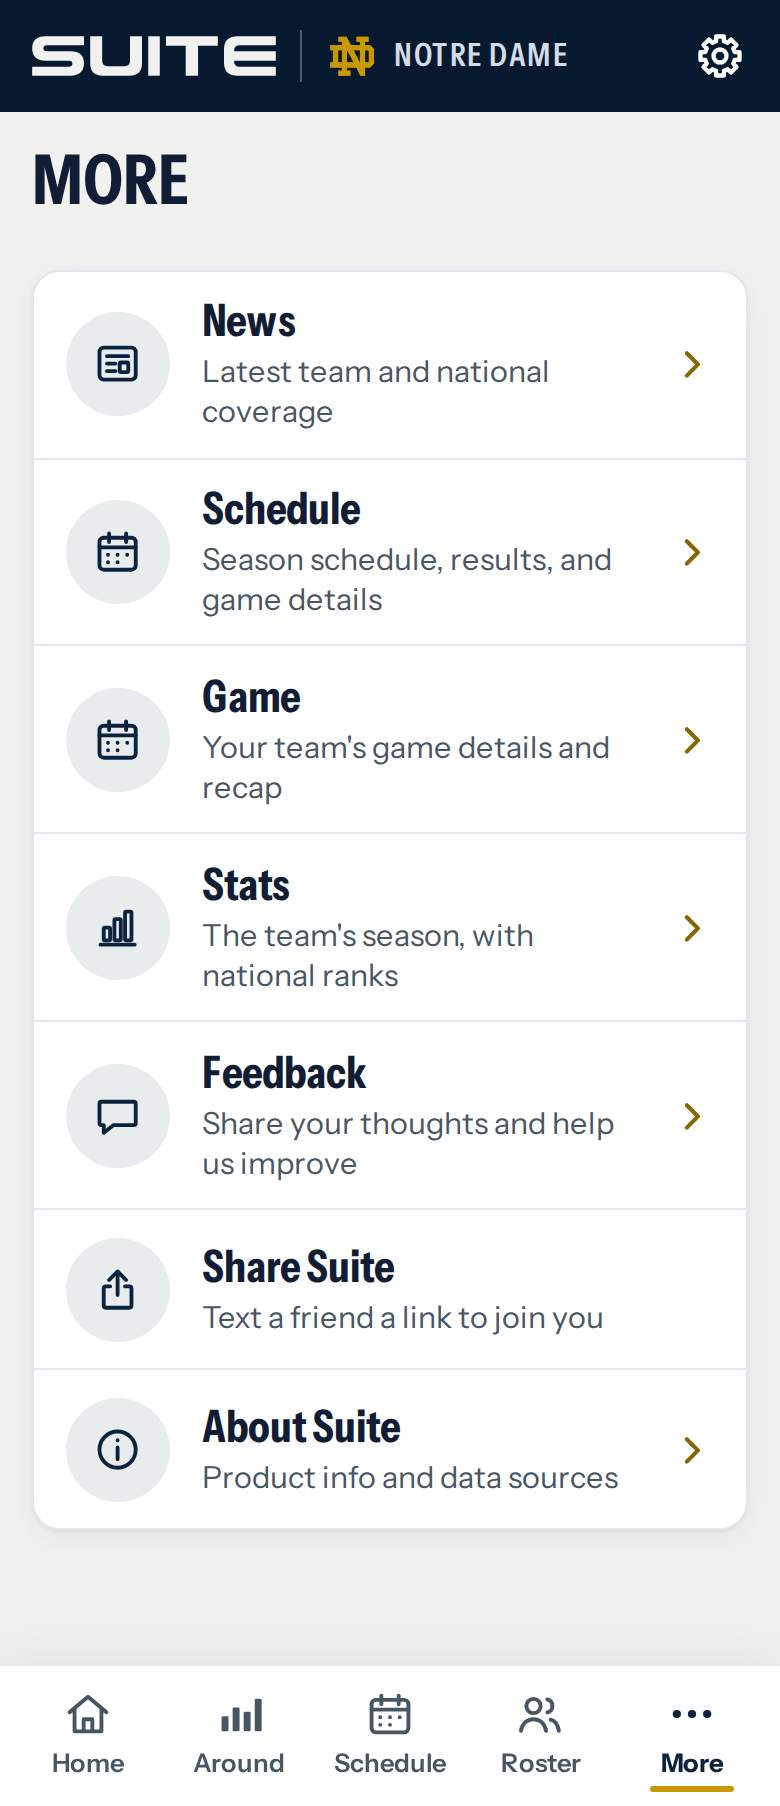 SUITE
NOTRE DAME
MORE
News
Latest team and national
coverage
Schedule
Season schedule, results, and
game details
Game
Your team's game details and
recap
Stats
The team's season, with
national ranks
Feedback
Share your thoughts and help
us improve
Share Suite
Text a friend a link to join you
About Suite
Product info and data sources
Home
Around
Schedule
Roster
More